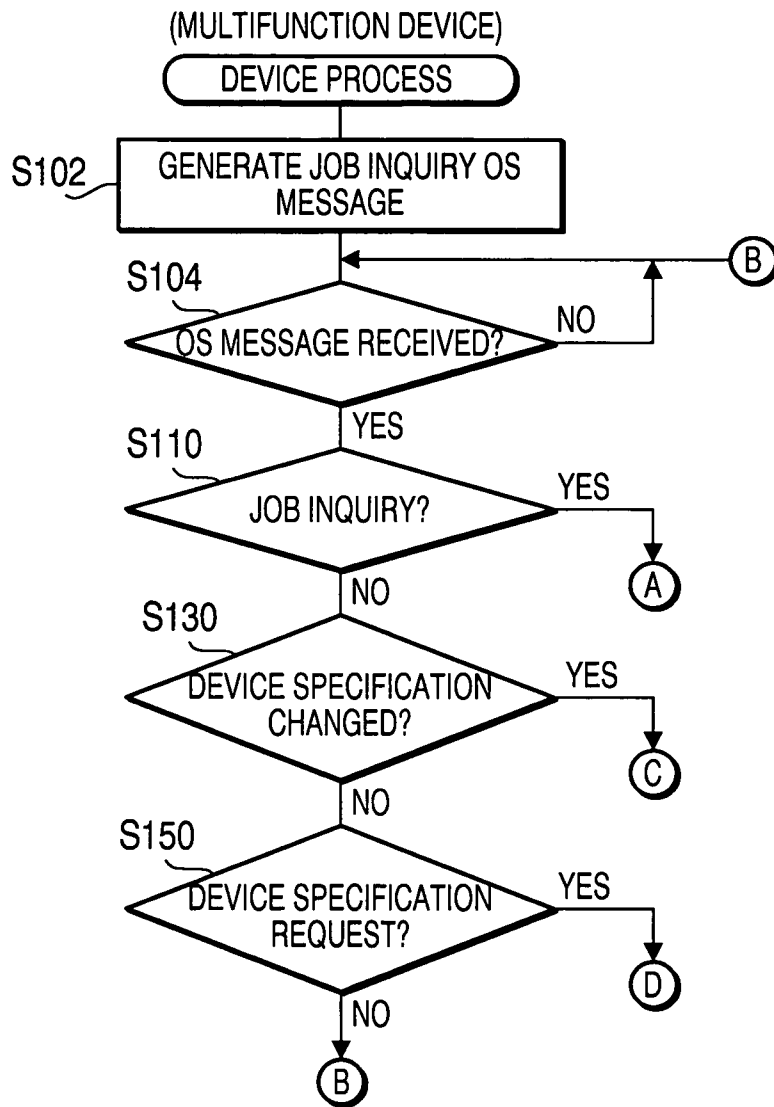 (MULTIFUNCTION DEVICE)
DEVICE PROCESS
S102
GENERATE JOB INQUIRY OS
MESSAGE
B
S104
OS MESSAGE RECEIVED?
NO
YES
S110
JOB INQUIRY?
YES
A
NO
S130
DEVICE SPECIFICATION
CHANGED?
YES
C
NO
S150
DEVICE SPECIFICATION
REQUEST?
YES
D
NO
B